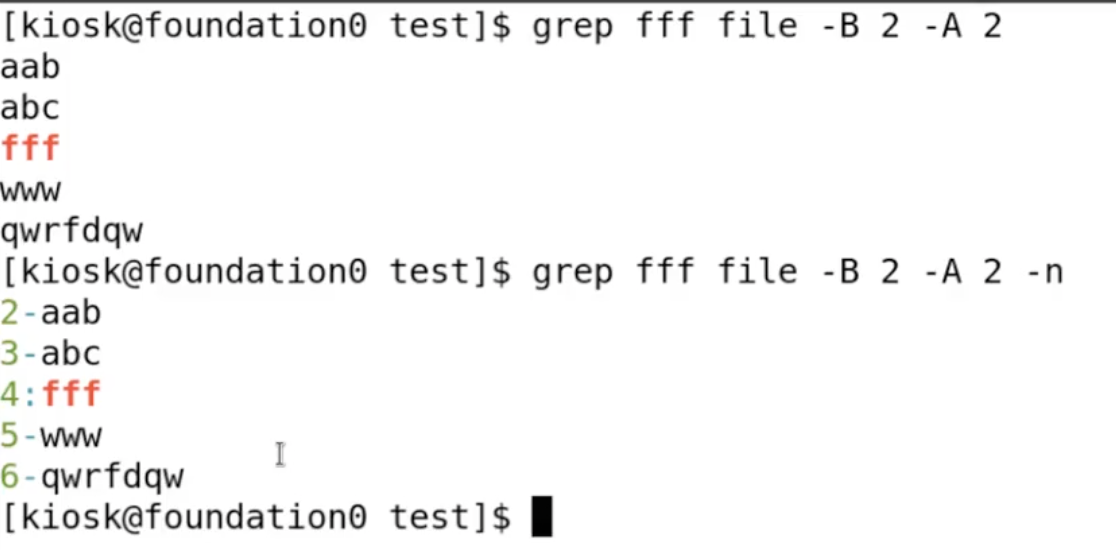 [kiosk@foundation0 test]$ grep fff file -B 2 -A 2
aab
abc
fff
www
qwrfdqw
[kiosk@foundation0 test]$ grep fff file -B 2 -A 2 -n
2-aab
3-abc
4:fff
5-www
6-qwrfdqw
[kiosk@foundation0 test]$